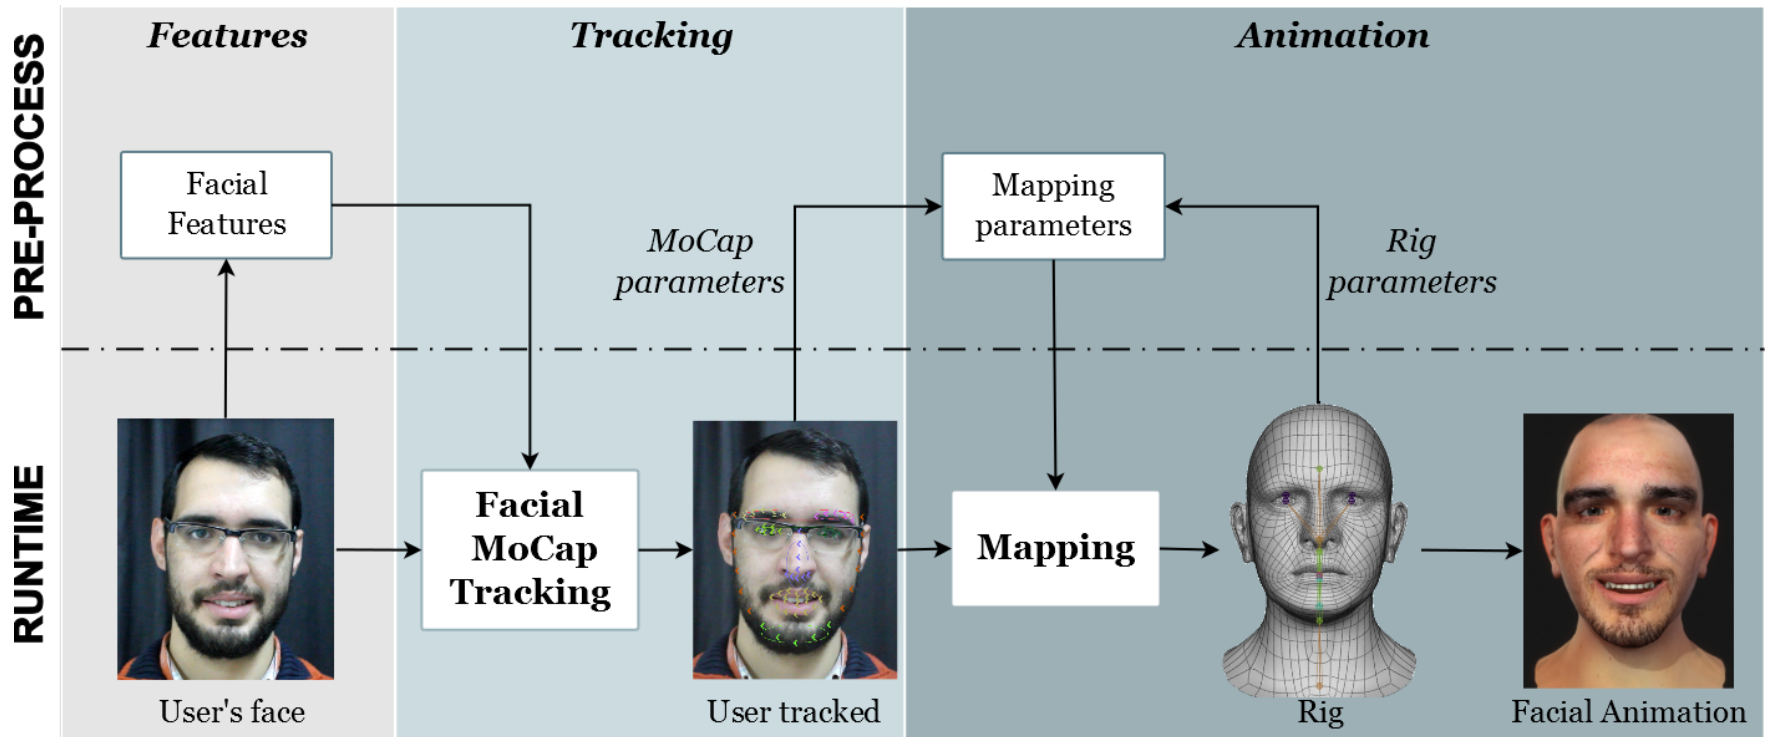 Features
Tracking
Animation
PRE-PROCESS
Facial
Features
MoCap
parameters
Mapping
parameters
Rig
parameters
RUNTIME
Facial
MoCap
Tracking
Mapping
User's face
User tracked
Rig
Facial Animation